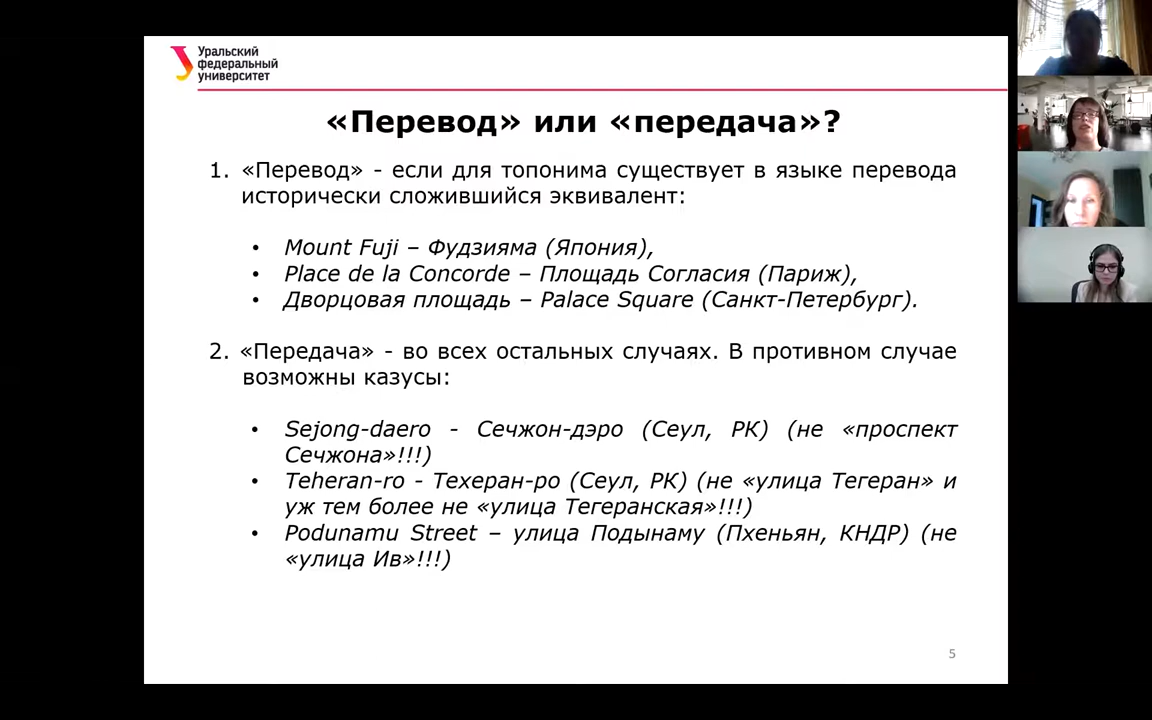 Уральский
федеральный
университет
«Перевод» или «передача»?
1. «Перевод» - если для топонима существует в языке перевода
исторически сложившийся эквивалент:
• Mount Fuji – Фудзияма (Япония),
• Place de la Concorde – Площадь Согласия (Париж),
• Дворцовая площадь – Palace Square (Санкт-Петербург).
2. «Передача» - во всех остальных случаях. В противном случае
возможны казусы:
• Sejong-daero - Сечжон-дэро (Сеул, РК) (не «проспект
Сечжона»!!!)
• Teheran-ro - Техеран-ро (Сеул, РК) (не «улица Тегеран» и
уж тем более не «улица Тегеранская»!!!)
• Podunamu Street – улица Подынаму (Пхеньян, КНДР) (не
«улица Ив»!!!)
5